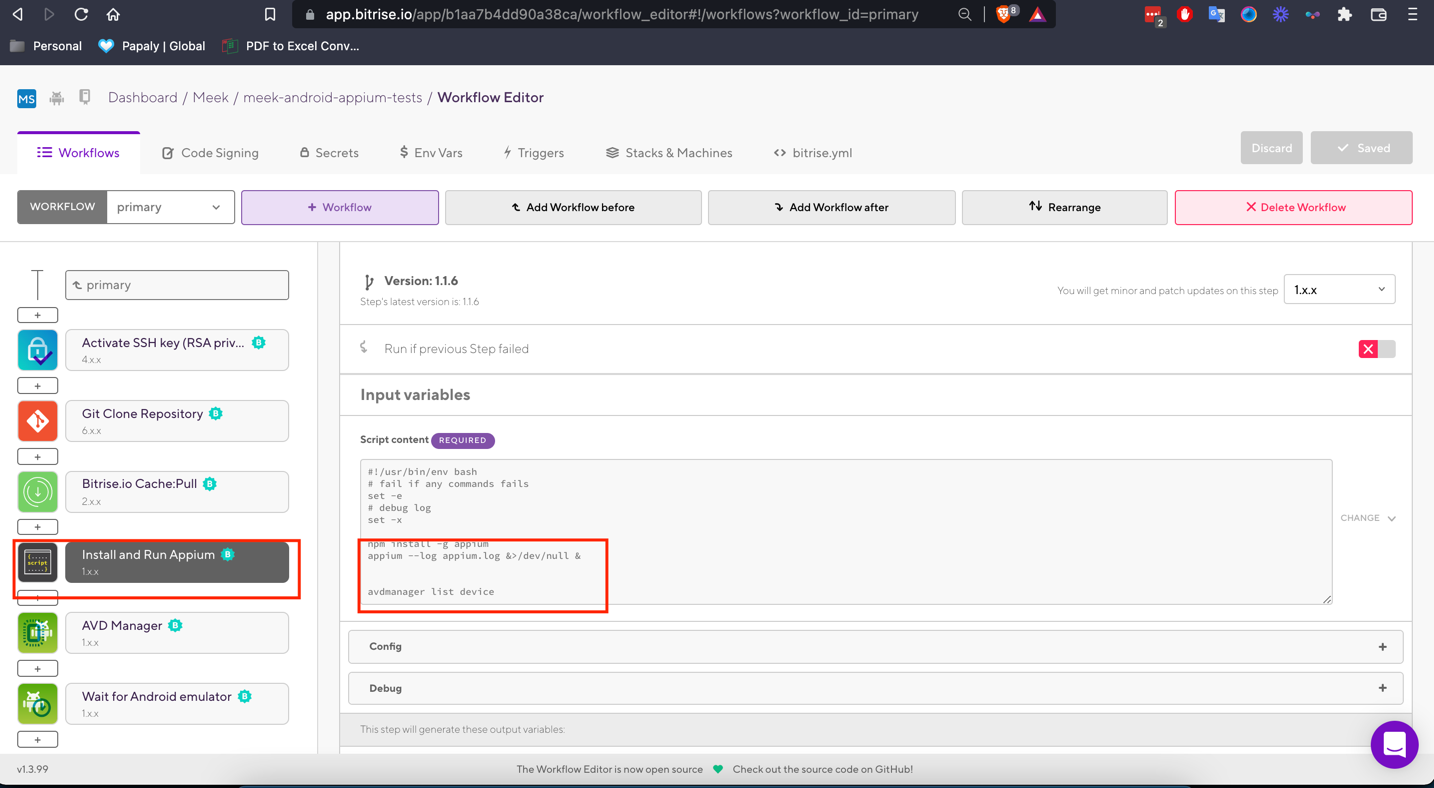 app.bitrise.io/app/b1aa7b4dd90a38ca/workflow_editor#!/workflows?workflow_id=primary
8
2
Personal
Papaly | Global
PDF to Excel Conv...
MS
Dashboard / Meek / meek-android-appium-tests / Workflow Editor
Workflows
Code Signing
Secrets
$ Env Vars
Triggers
Stacks & Machines
<> bitrise.yml
Discard
Saved
WORKFLOW
primary
+ Workflow
Add Workflow before
Add Workflow after
Rearrange
Delete Workflow
primary
+
Activate SSH key (RSA priv...
4.x.x
+
Git Clone Repository
6.x.x
+
Bitrise.io Cache:Pull
2.x.x
+
script
Install and Run Appium
1.x.x
+
AVD Manager
1.x.x
+
Wait for Android emulator
1.x.x
+
Version: 1.1.6
Step's latest version is: 1.1.6
You will get minor and patch updates on this step
1.x.x
Run if previous Step failed
Input variables
Script content REQUIRED
#!/usr/bin/env bash
# fail if any commands fails
set -e
# debug log
set -x
npm install -g appium
appium --log appium.log &>/dev/null &
avdmanager list device
CHANGE
Config +
Debug +
This step will generate these output variables:
v1.3.99
The Workflow Editor is now open source
Check out the source code on GitHub!